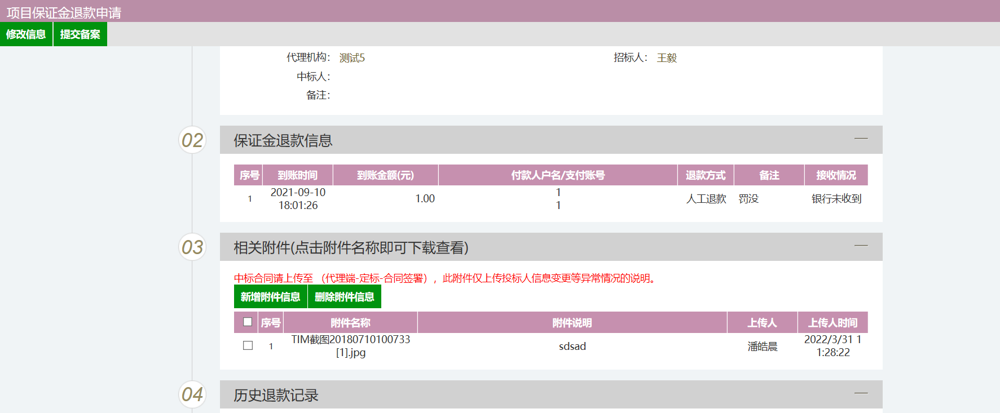 项目保证金退款申请
修改信息 提交备案
代理机构： 测试5 招标人： 王毅
中标人：
备注：
02 保证金退款信息
序号 到账时间 到账金额(元) 付款人户名/支付账号 退款方式 备注 接收情况
1 2021-09-10 18:01:26 1.00 1 1 人工退款 罚没 银行未收到
03 相关附件(点击附件名称即可下载查看)
中标合同请上传至 （代理端-定标-合同签署），此附件仅上传投标人信息变更等异常情况的说明。
新增附件信息 删除附件信息
序号 附件名称 附件说明 上传人 上传人时间
1 TIM截图20180710100733[1].jpg sdsad 潘皓晨 2022/3/31 11:28:22
04 历史退款记录